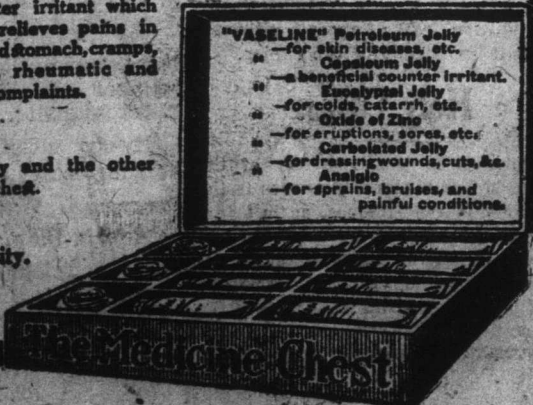 er irritant which
relieves pains in
d stomach, cramps,
rheumatic and
omplaints.
y and the other
hest.
ity.
"VASELINE" Petroleum Jelly
—for skin diseases, etc.
" Capsicum Jelly
—a beneficial counter irritant.
" Eucalyptal Jelly
—for colds, catarrh, etc.
" Oxide of Zinc
—for eruptions, sores, etc.
" Carbolated Jelly
—for dressing wounds, cuts, &c.
" Analgic
—for sprains, bruises, and
painful conditions.
The Medicine Chest